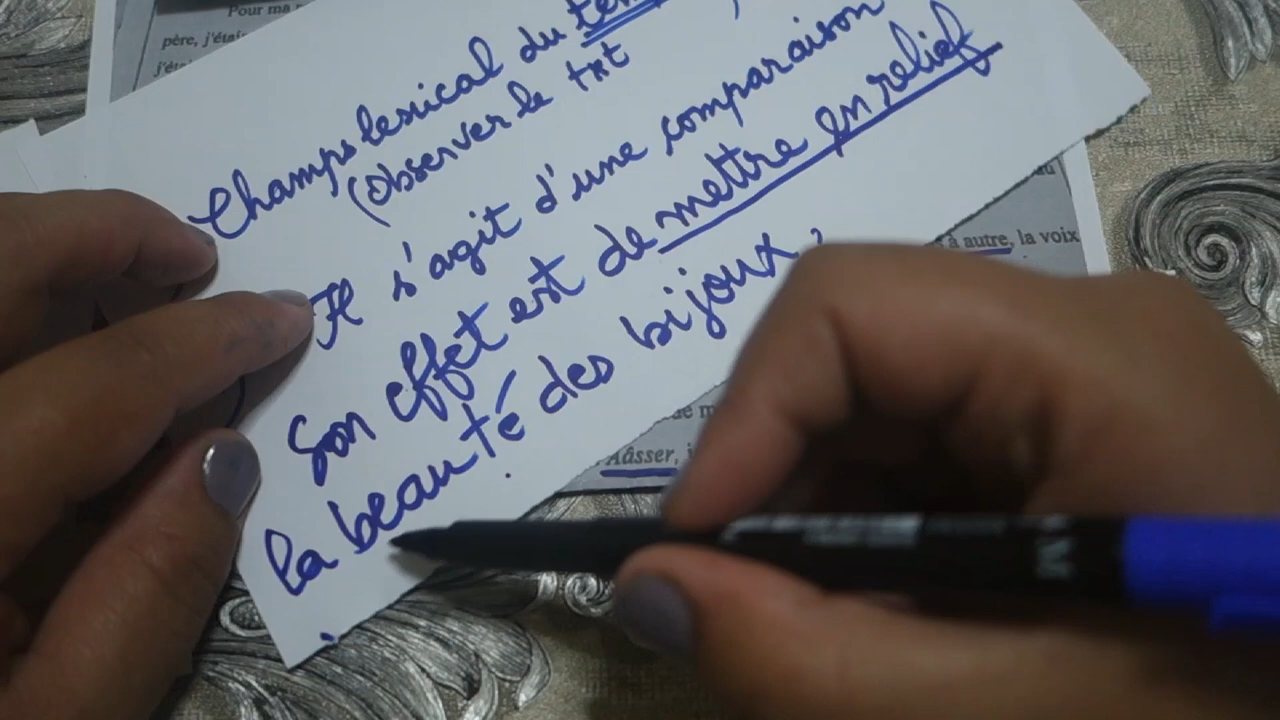 Pour ma
père, j'étais
Champs lexical du
(Observer le txt
Il s'agit d'une comparaison
Son effet est de mettre en relief
la beauté des bijoux,
à autre, la voix
Aâsser,